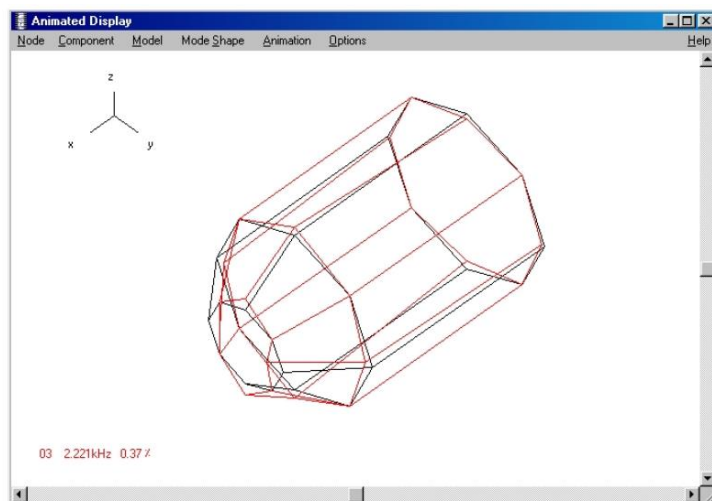 Animated Display
Node Component Model Mode Shape Animation Options Help
z
x y
03 2.221kHz 0.37 %